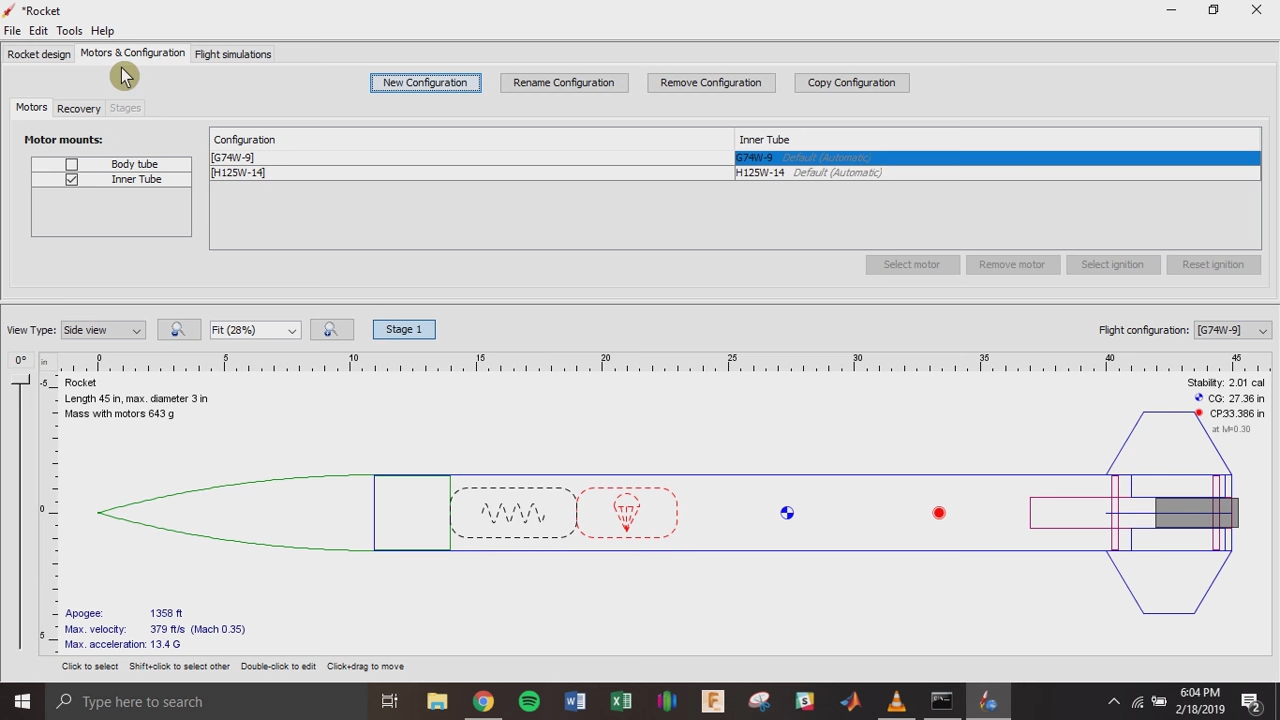 *Rocket
File Edit Tools Help
Rocket design Motors & Configuration Flight simulations
New Configuration Rename Configuration Remove Configuration Copy Configuration
Motors Recovery Stages
Motor mounts:
Body tube
Inner Tube
Configuration Inner Tube
[G74W-9] G74W-9 Default (Automatic)
[H125W-14] H125W-14 Default (Automatic)
Select motor Remove motor Select ignition Reset ignition
View Type: Side view Fit (28%) Stage 1 Flight configuration: [G74W-9]
0° in 0 5 10 15 20 25 30 35 40 45
-5
0
5
Rocket
Length 45 in, max. diameter 3 in
Mass with motors 643 g
Stability: 2.01 cal
CG: 27.36 in
CP:33.386 in
at M=0.30
Apogee: 1358 ft
Max. velocity: 379 ft/s (Mach 0.35)
Max. acceleration: 13.4 G
Click to select Shift+click to select other Double-click to edit Click+drag to move
Type here to search
6:04 PM
2/18/2019
2